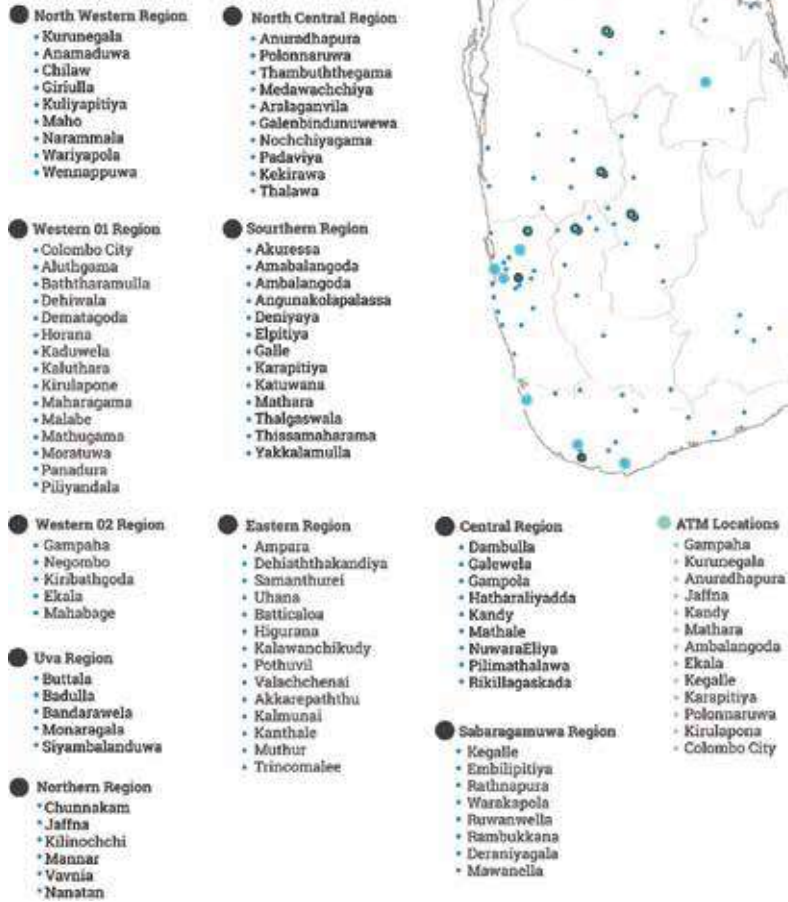 North Western Region
Kurunegala
Anamaduwa
Chilaw
Giriulla
Kuliyapitiya
Maho
Narammala
Wariyapola
Wennappuwa
North Central Region
Anuradhapura
Polonnaruwa
Thambuththegama
Medawachchiya
Aralaganvila
Galenbindunuwewa
Nochchiyagama
Padaviya
Kekirawa
Thalawa
Western 01 Region
Colombo City
Aluthgama
Baththaramulla
Dehiwala
Dematagoda
Horana
Kaduwela
Kaluthara
Kirulapone
Maharagama
Malabe
Mathugama
Moratuwa
Panadura
Piliyandala
Sourthern Region
Akuressa
Amabalangoda
Ambalangoda
Angunakolapalassa
Deniyaya
Elpitiya
Galle
Karapitiya
Katuwana
Mathara
Thalgaswala
Thissamaharama
Yakkalamulla
Western 02 Region
Gampaha
Negombo
Kiribathgoda
Ekala
Mahabage
Uva Region
Buttala
Badulla
Bandarawela
Monaragala
Siyambalanduwa
Northern Region
Chunnakam
Jaffna
Kilinochchi
Mannar
Vavnia
Nanatan
Eastern Region
Ampara
Dehiaththakandiya
Samanthurei
Uhana
Batticaloa
Higurana
Kalawanchikudy
Pothuvil
Valachchenai
Akkarepaththu
Kalmunai
Kanthale
Muthur
Trincomalee
Central Region
Dambulla
Galewela
Gampola
Hatharaliyadda
Kandy
Mathale
NuwaraEliya
Pilimathalawa
Rikillagaskada
Sabaragamuwa Region
Kegalle
Embilipitiya
Rathnapura
Warakapola
Ruwanwella
Rambukkana
Deraniyagala
Mawanella
ATM Locations
Gampaha
Kurunegala
Anuradhapura
Jaffna
Kandy
Mathara
Ambalangoda
Ekala
Kegalle
Karapitiya
Polonnaruwa
Kirulapona
Colombo City